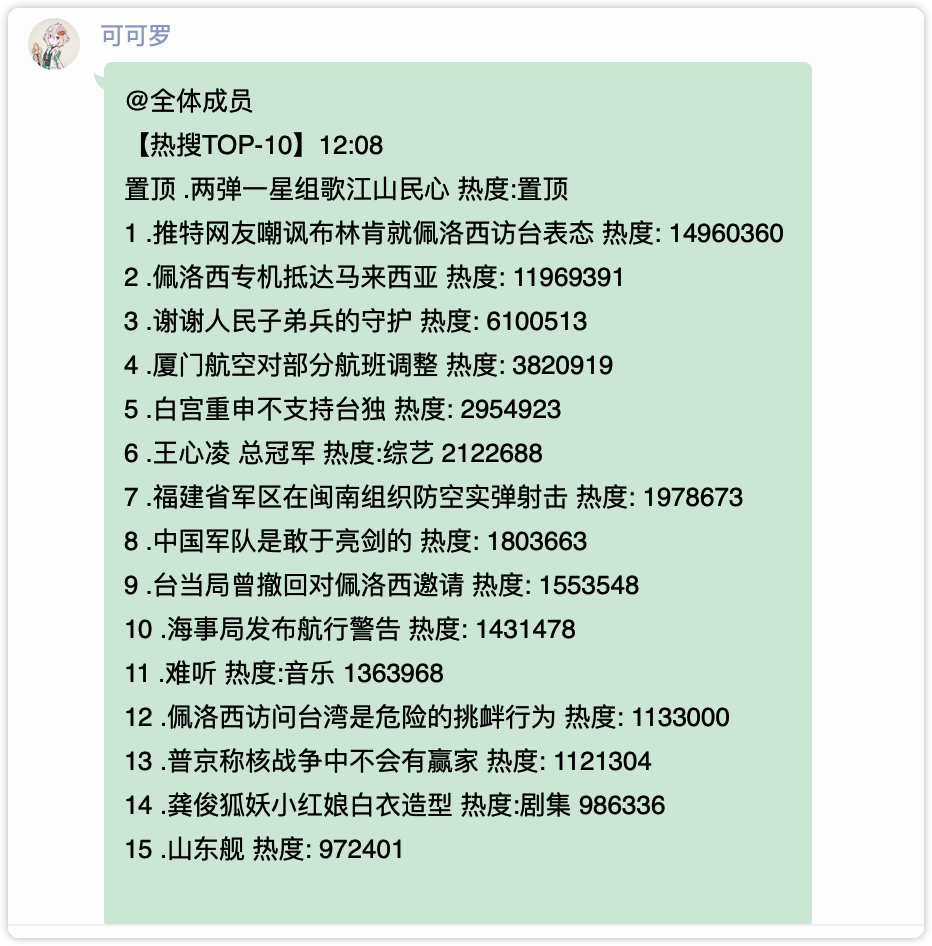 可可罗
@全体成员
【热搜TOP-10】12:08
置顶 .两弹一星组歌江山民心 热度:置顶
1 .推特网友嘲讽布林肯就佩洛西访台表态 热度: 14960360
2 .佩洛西专机抵达马来西亚 热度: 11969391
3 .谢谢人民子弟兵的守护 热度: 6100513
4 .厦门航空对部分航班调整 热度: 3820919
5 .白宫重申不支持台独 热度: 2954923
6 .王心凌 总冠军 热度:综艺 2122688
7 .福建省军区在闽南组织防空实弹射击 热度: 1978673
8 .中国军队是敢于亮剑的 热度: 1803663
9 .台当局曾撤回对佩洛西邀请 热度: 1553548
10 .海事局发布航行警告 热度: 1431478
11 .难听 热度:音乐 1363968
12 .佩洛西访问台湾是危险的挑衅行为 热度: 1133000
13 .普京称核战争中不会有赢家 热度: 1121304
14 .龚俊狐妖小红娘白衣造型 热度:剧集 986336
15 .山东舰 热度: 972401